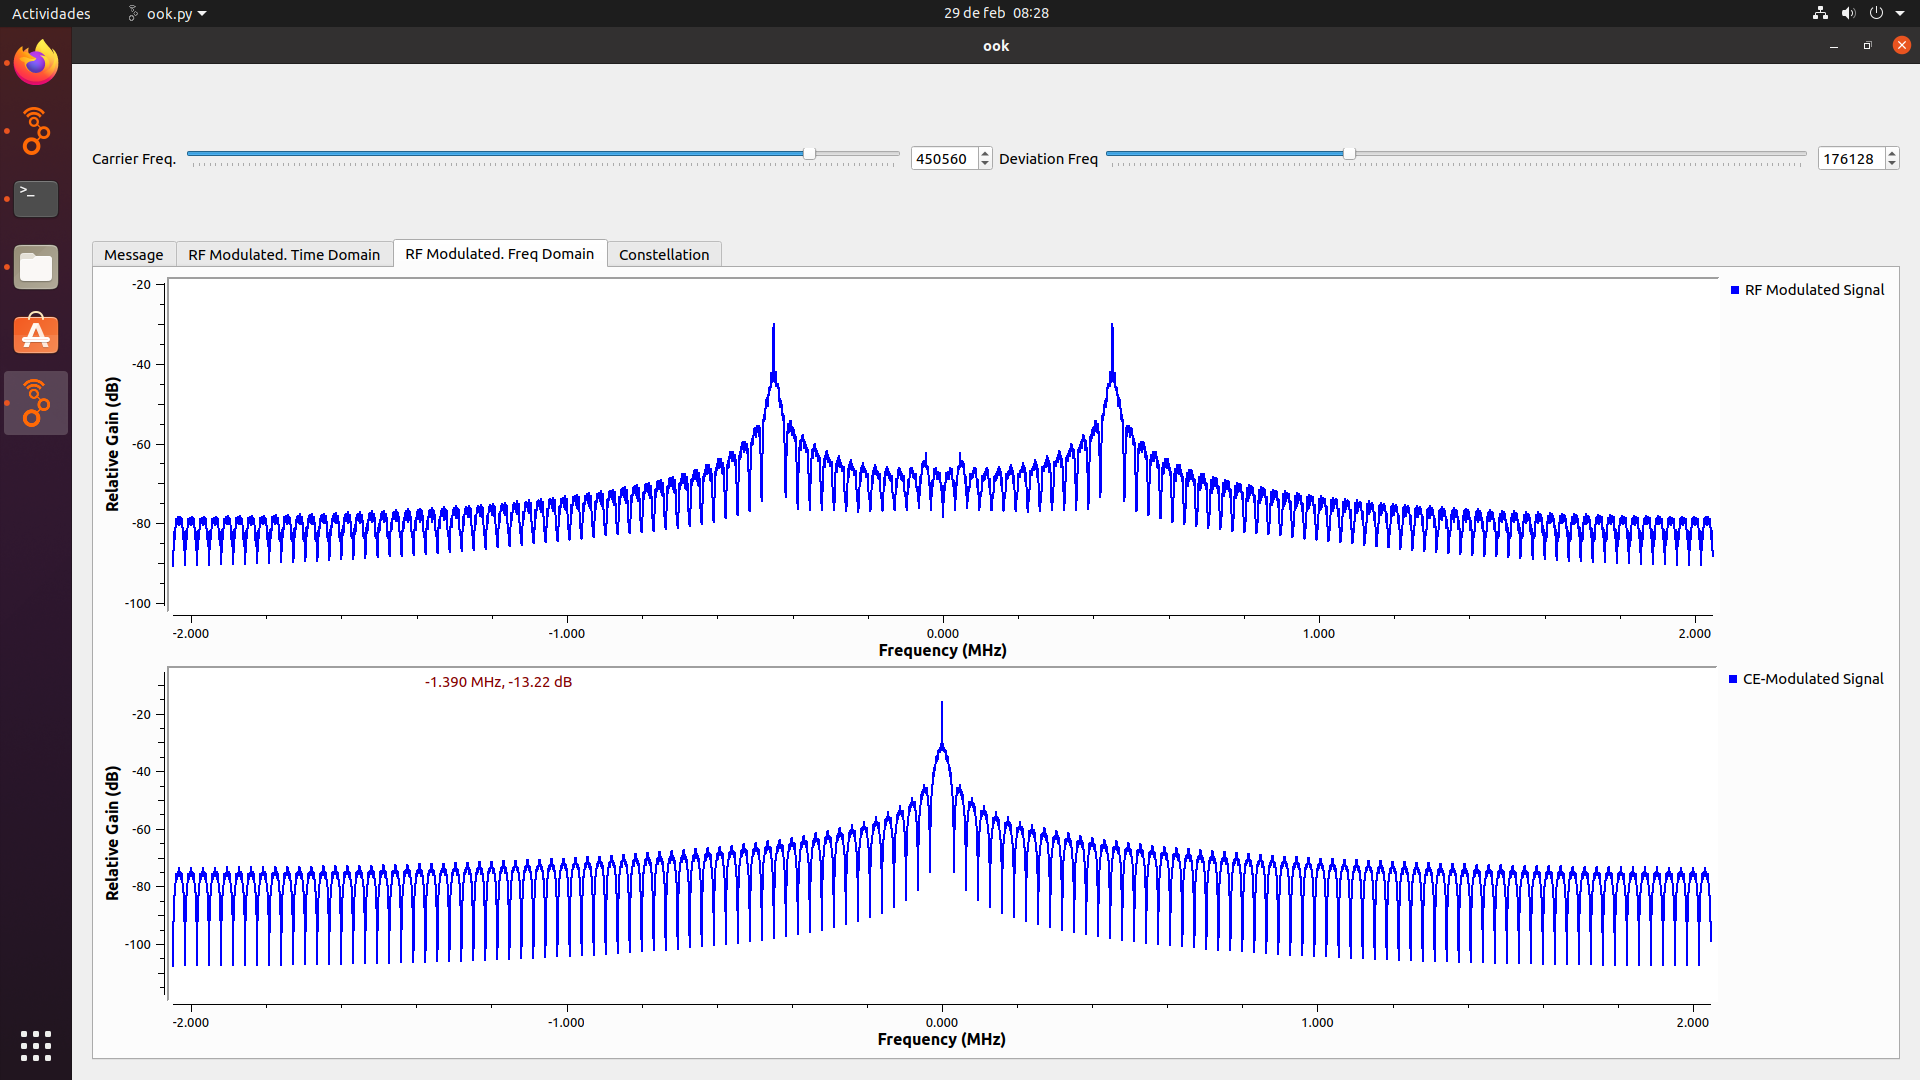 Actividades ook.py 29 de feb 08:28
ook
Carrier Freq. 450560 Deviation Freq 176128
Message RF Modulated. Time Domain RF Modulated. Freq Domain Constellation
-20
-40
-60
-80
-100
Relative Gain (dB)
RF Modulated Signal
-2.000 -1.000 0.000 1.000 2.000
Frequency (MHz)
-1.390 MHz, -13.22 dB
CE-Modulated Signal
-20
-40
-60
-80
-100
Relative Gain (dB)
-2.000 -1.000 0.000 1.000 2.000
Frequency (MHz)